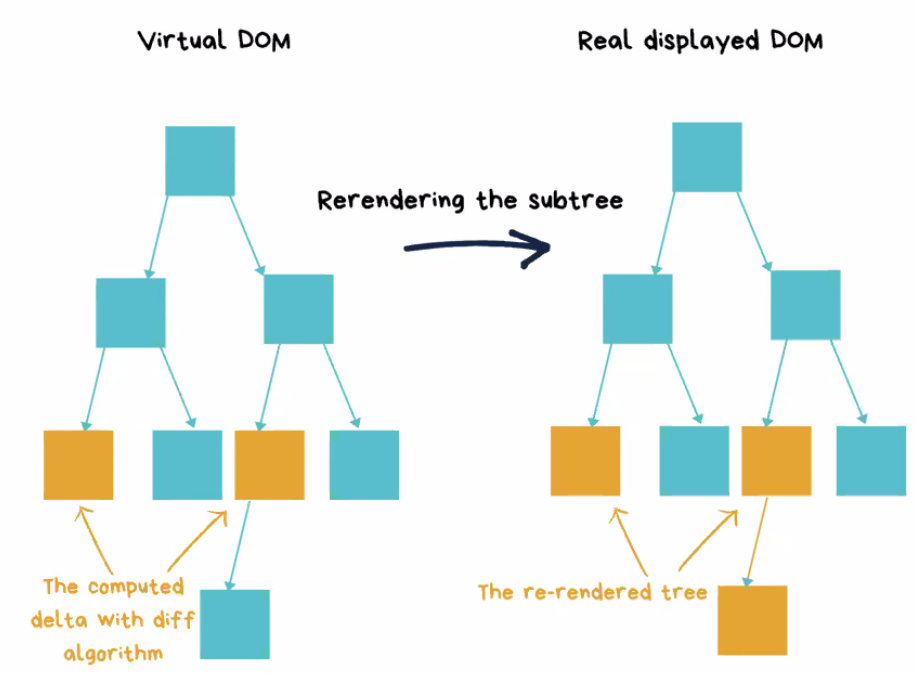 Virtual DOM
Real displayed DOM
Rerendering the subtree
The computed
delta with diff
algorithm
The re-rendered tree